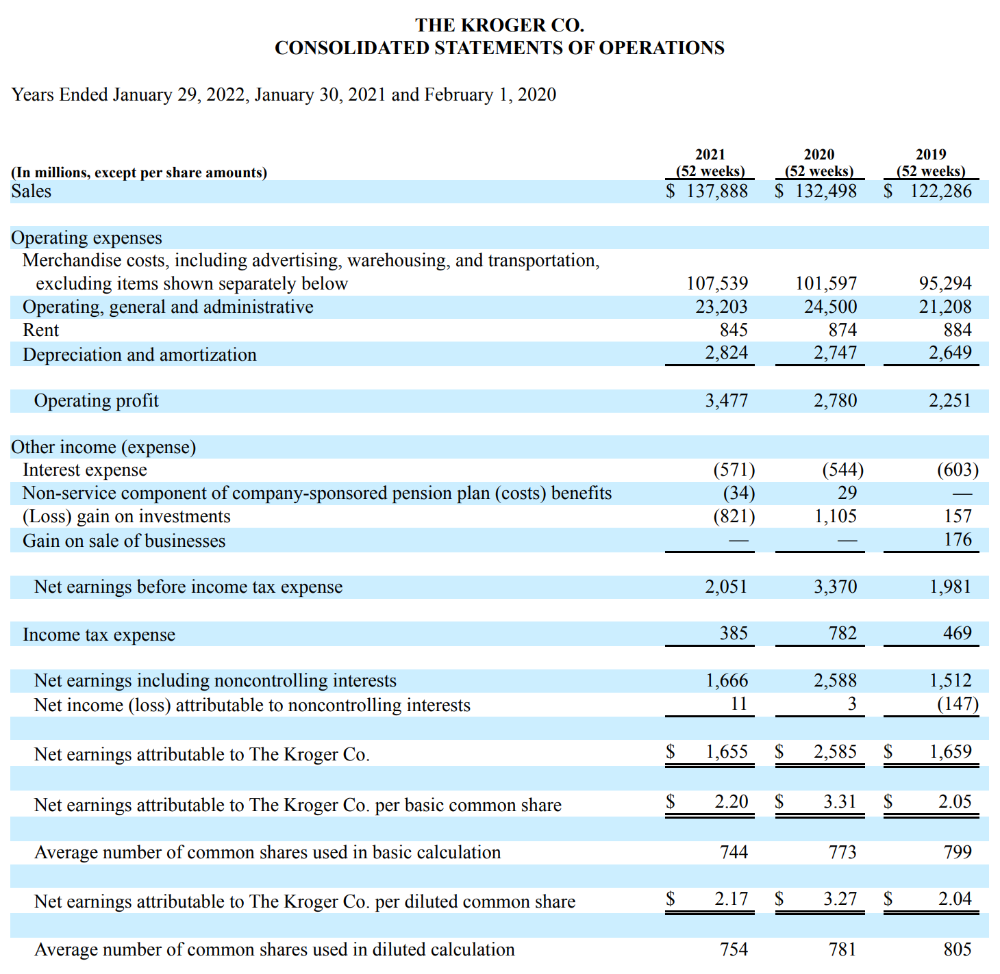 THE KROGER CO.
CONSOLIDATED STATEMENTS OF OPERATIONS
Years Ended January 29, 2022, January 30, 2021 and February 1, 2020
2021 2020 2019
(In millions, except per share amounts) (52 weeks) (52 weeks) (52 weeks)
Sales $ 137,888 $ 132,498 $ 122,286
Operating expenses
Merchandise costs, including advertising, warehousing, and transportation,
excluding items shown separately below 107,539 101,597 95,294
Operating, general and administrative 23,203 24,500 21,208
Rent 845 874 884
Depreciation and amortization 2,824 2,747 2,649
Operating profit 3,477 2,780 2,251
Other income (expense)
Interest expense (571) (544) (603)
Non-service component of company-sponsored pension plan (costs) benefits (34) 29 —
(Loss) gain on investments (821) 1,105 157
Gain on sale of businesses — — 176
Net earnings before income tax expense 2,051 3,370 1,981
Income tax expense 385 782 469
Net earnings including noncontrolling interests 1,666 2,588 1,512
Net income (loss) attributable to noncontrolling interests 11 3 (147)
Net earnings attributable to The Kroger Co. $ 1,655 $ 2,585 $ 1,659
Net earnings attributable to The Kroger Co. per basic common share $ 2.20 $ 3.31 $ 2.05
Average number of common shares used in basic calculation 744 773 799
Net earnings attributable to The Kroger Co. per diluted common share $ 2.17 $ 3.27 $ 2.04
Average number of common shares used in diluted calculation 754 781 805